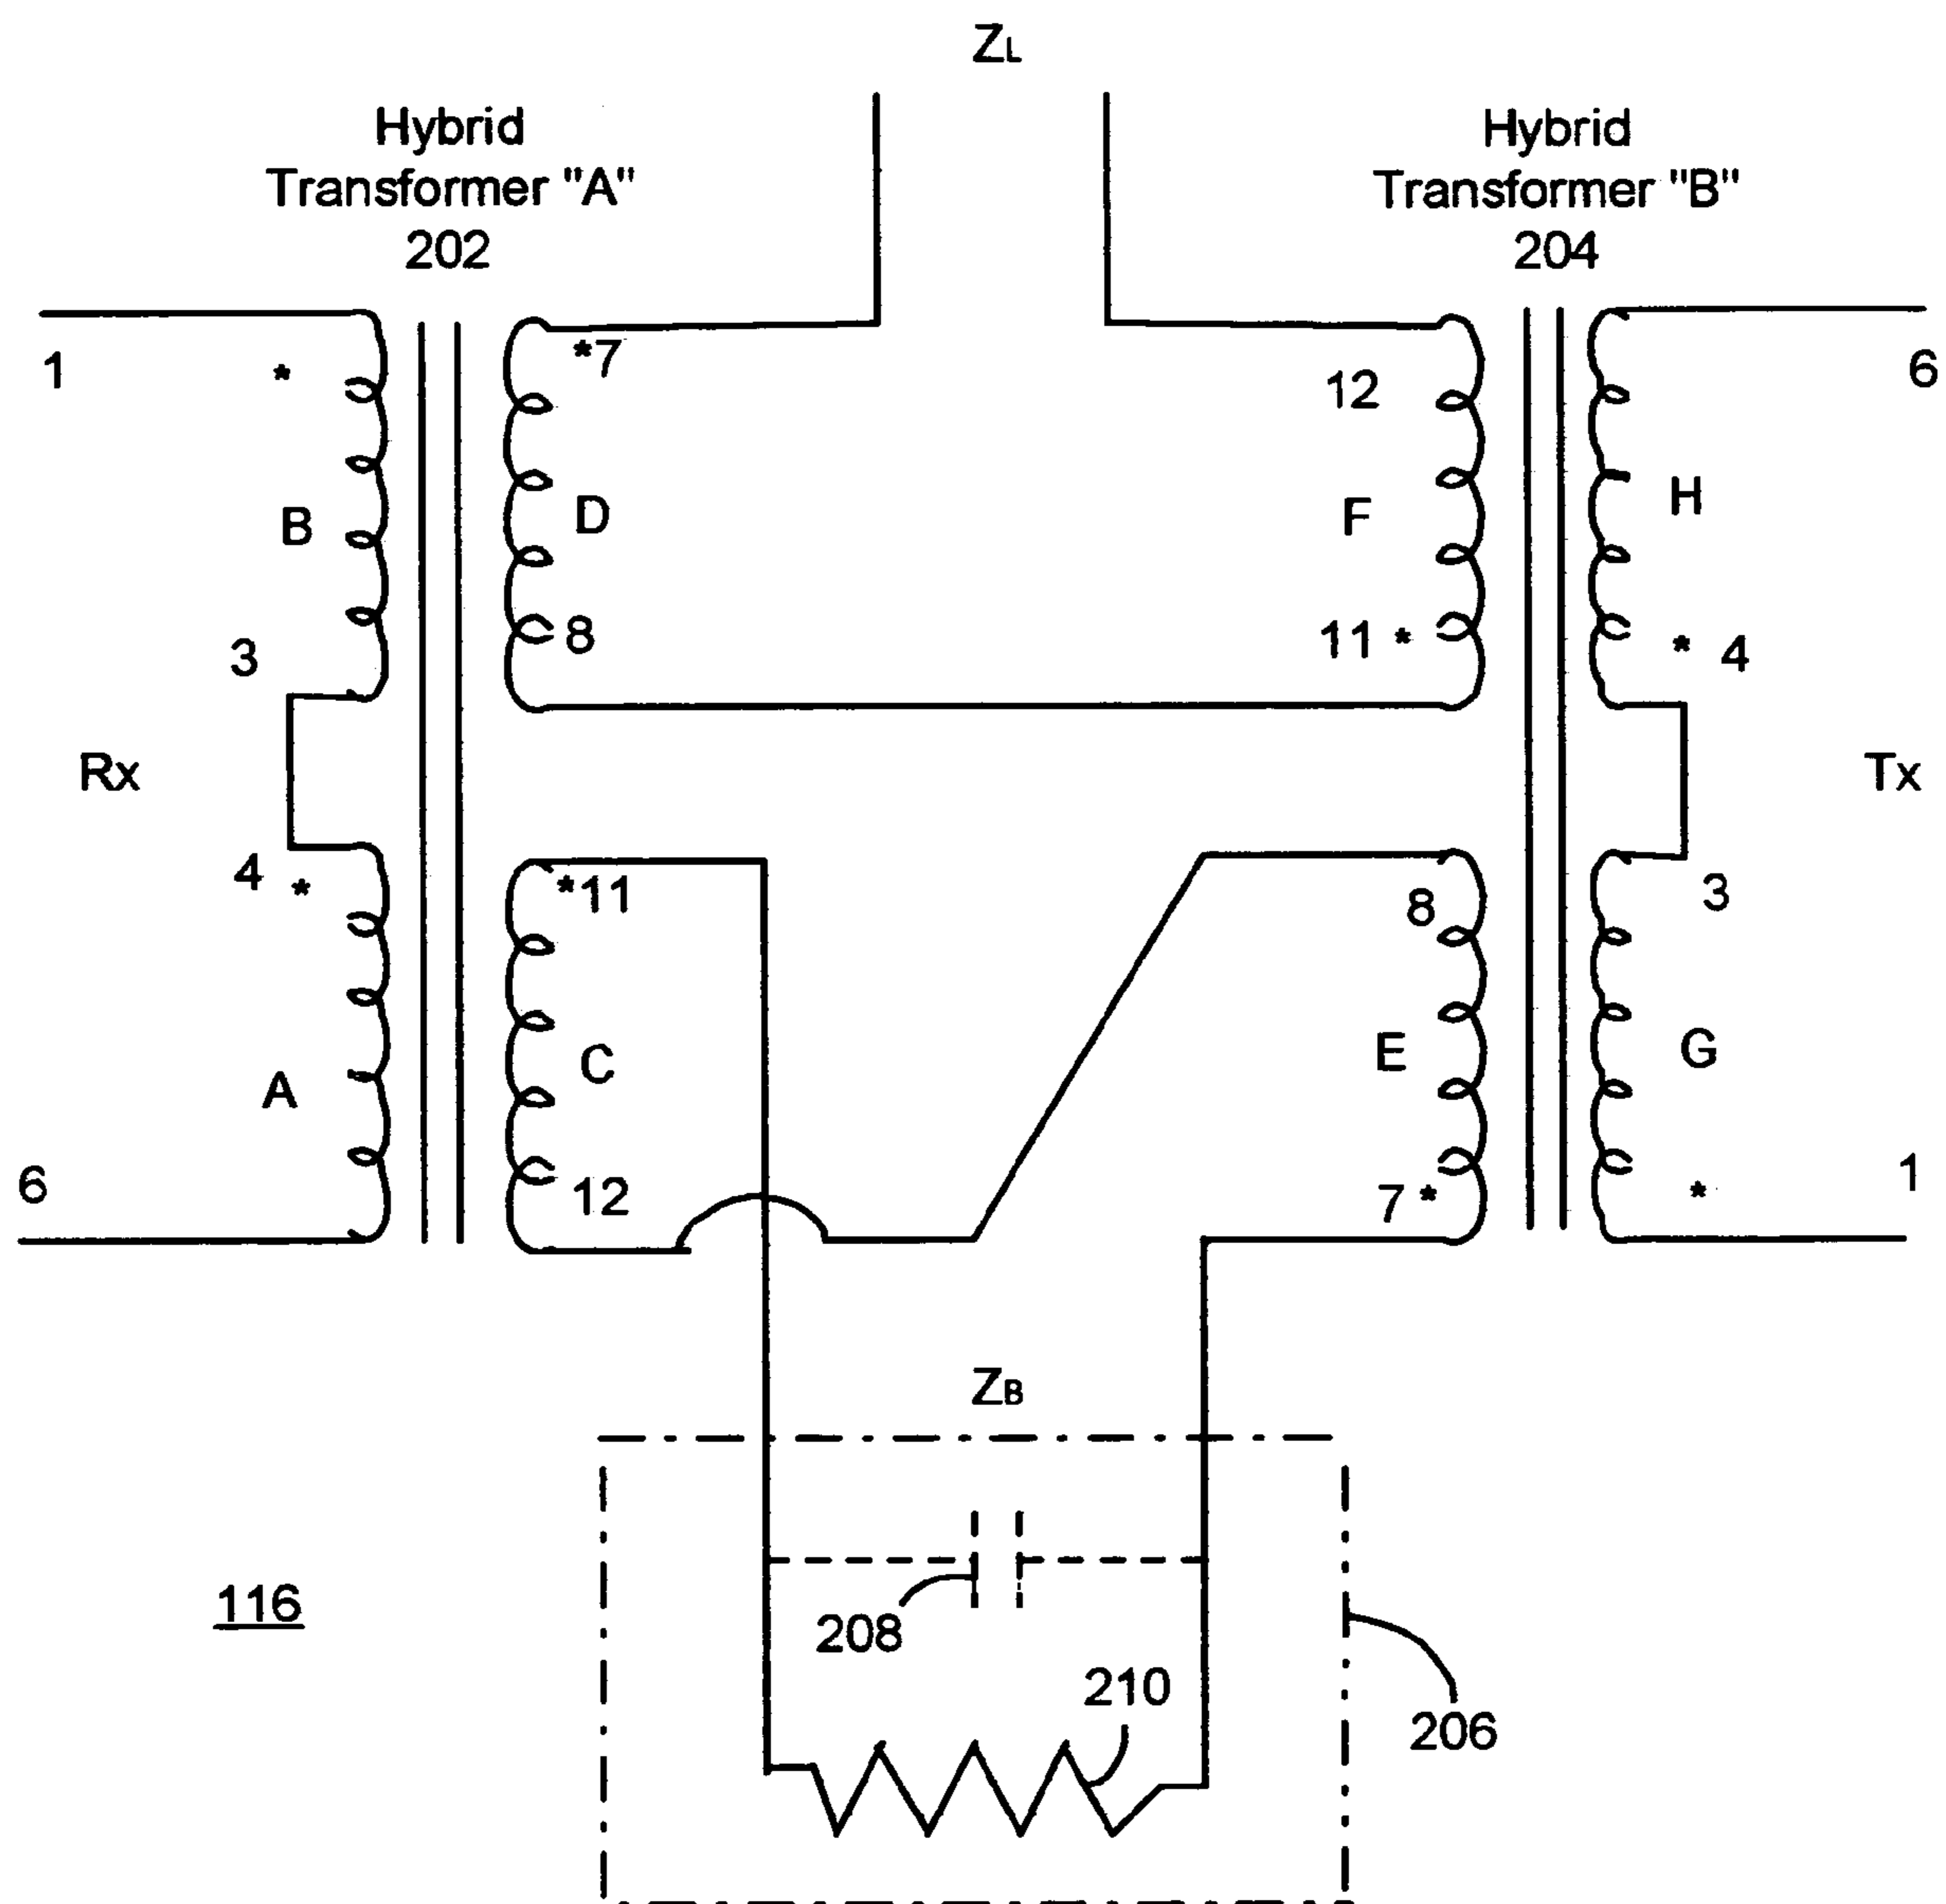 ZL
Hybrid
Transformer "A"
202
Hybrid
Transformer "B"
204
1
*
*7
12
6
B
D
F
H
3
8
11 *
* 4
Rx
Tx
4 *
*11
8
3
A
C
E
G
6
12
7 *
*
1
ZB
116
208
210
206